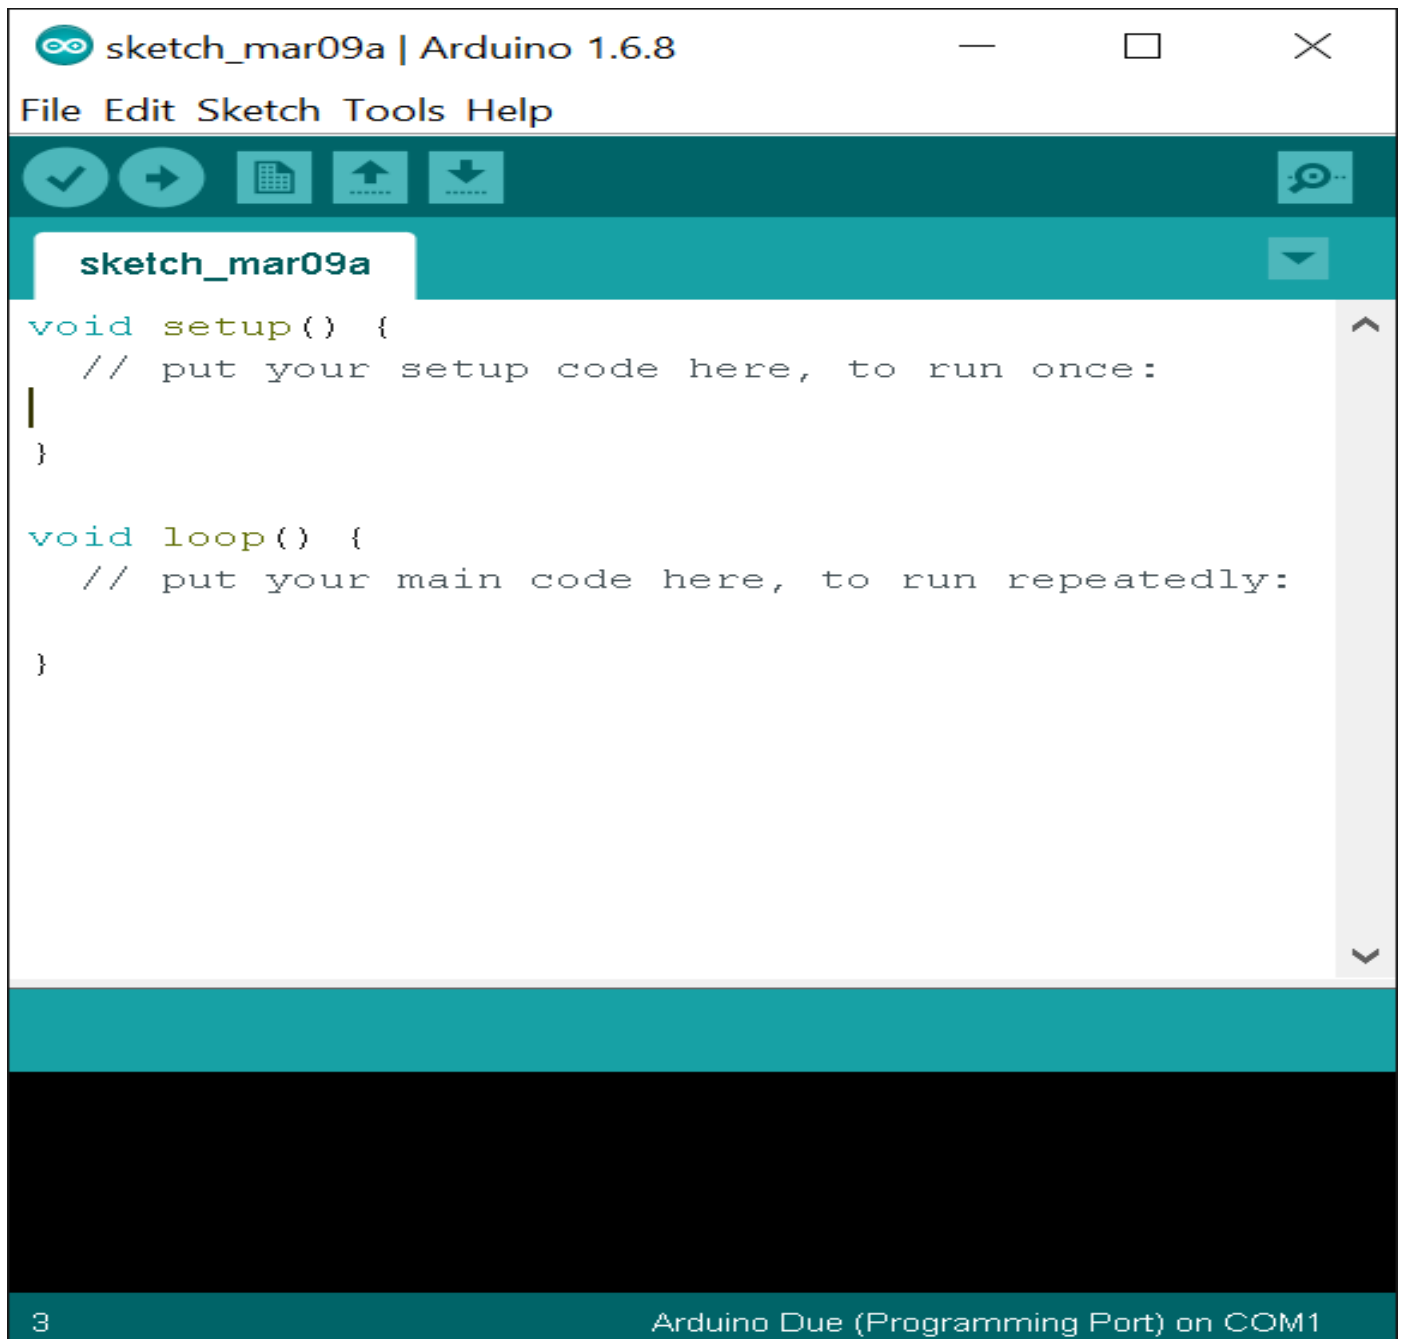 sketch_mar09a | Arduino 1.6.8
File Edit Sketch Tools Help
sketch_mar09a
void setup() {
  // put your setup code here, to run once:
}
void loop() {
  // put your main code here, to run repeatedly:
}
3 Arduino Due (Programming Port) on COM1